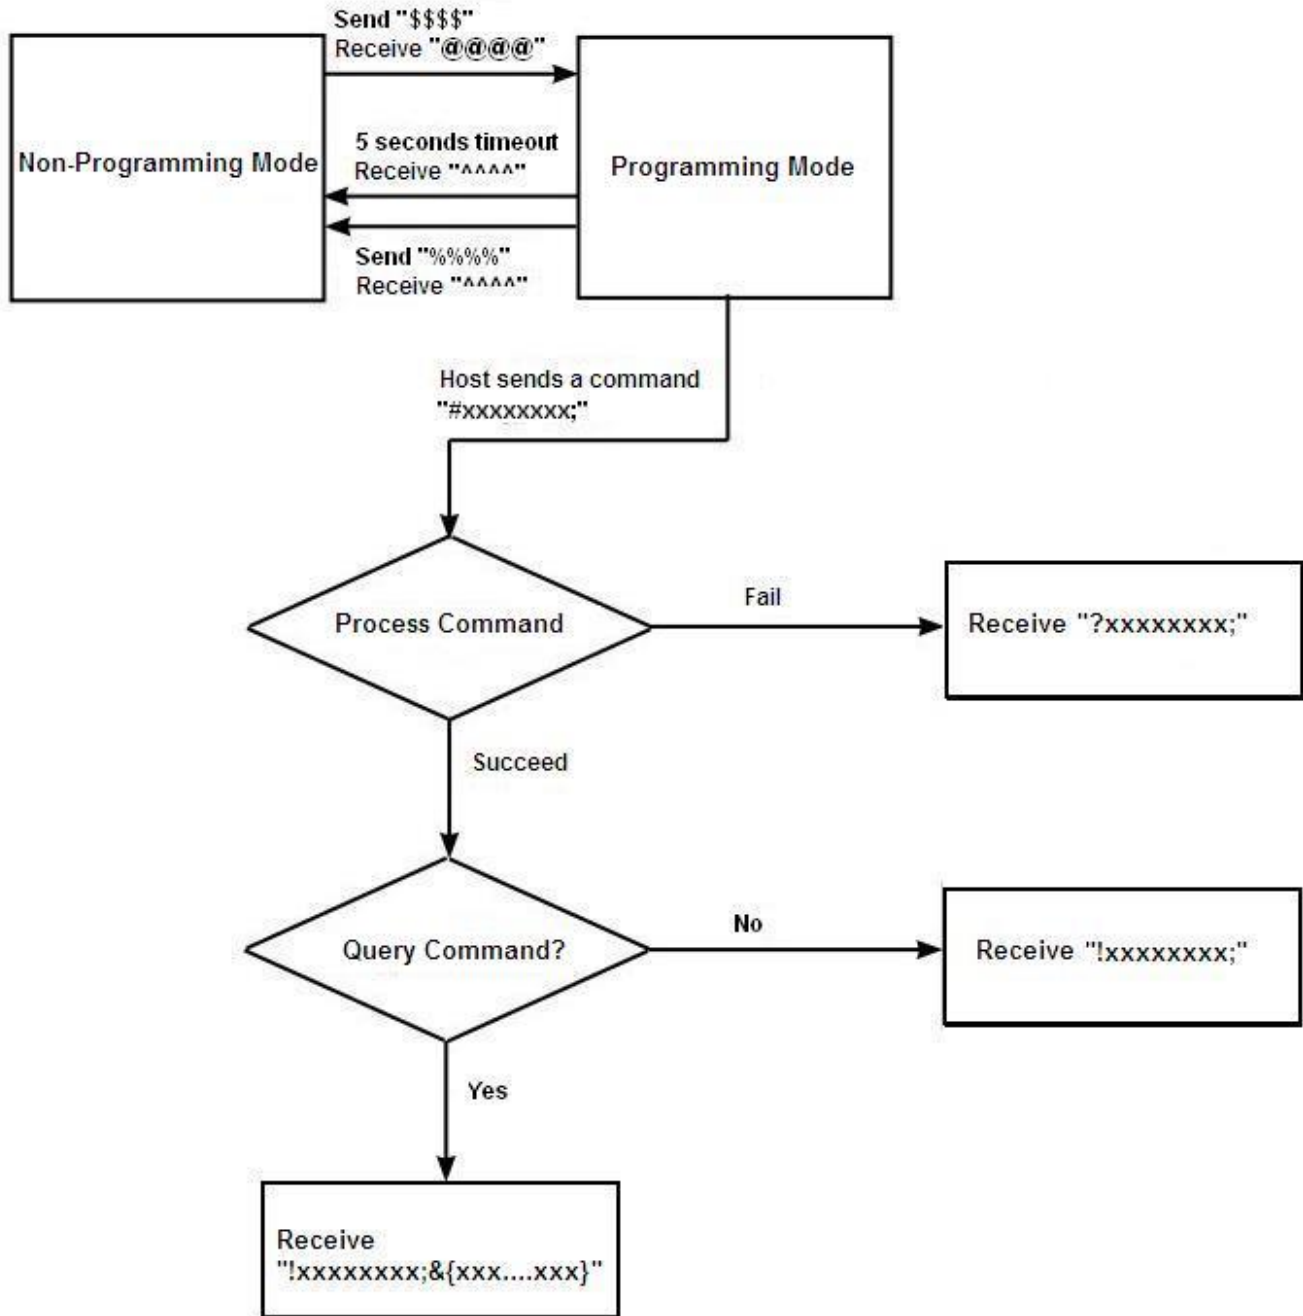 Send "$$$$"
Receive "@@@@"
Non-Programming Mode
5 seconds timeout
Receive "^^^^"
Programming Mode
Send "%%%%"
Receive "^^^^"
Host sends a command
"#xxxxxxxx;"
Process Command
Fail
Receive "?xxxxxxxx;"
Succeed
Query Command?
No
Receive "!xxxxxxxx;"
Yes
Receive
"!xxxxxxxx;&{xxx....xxx}"